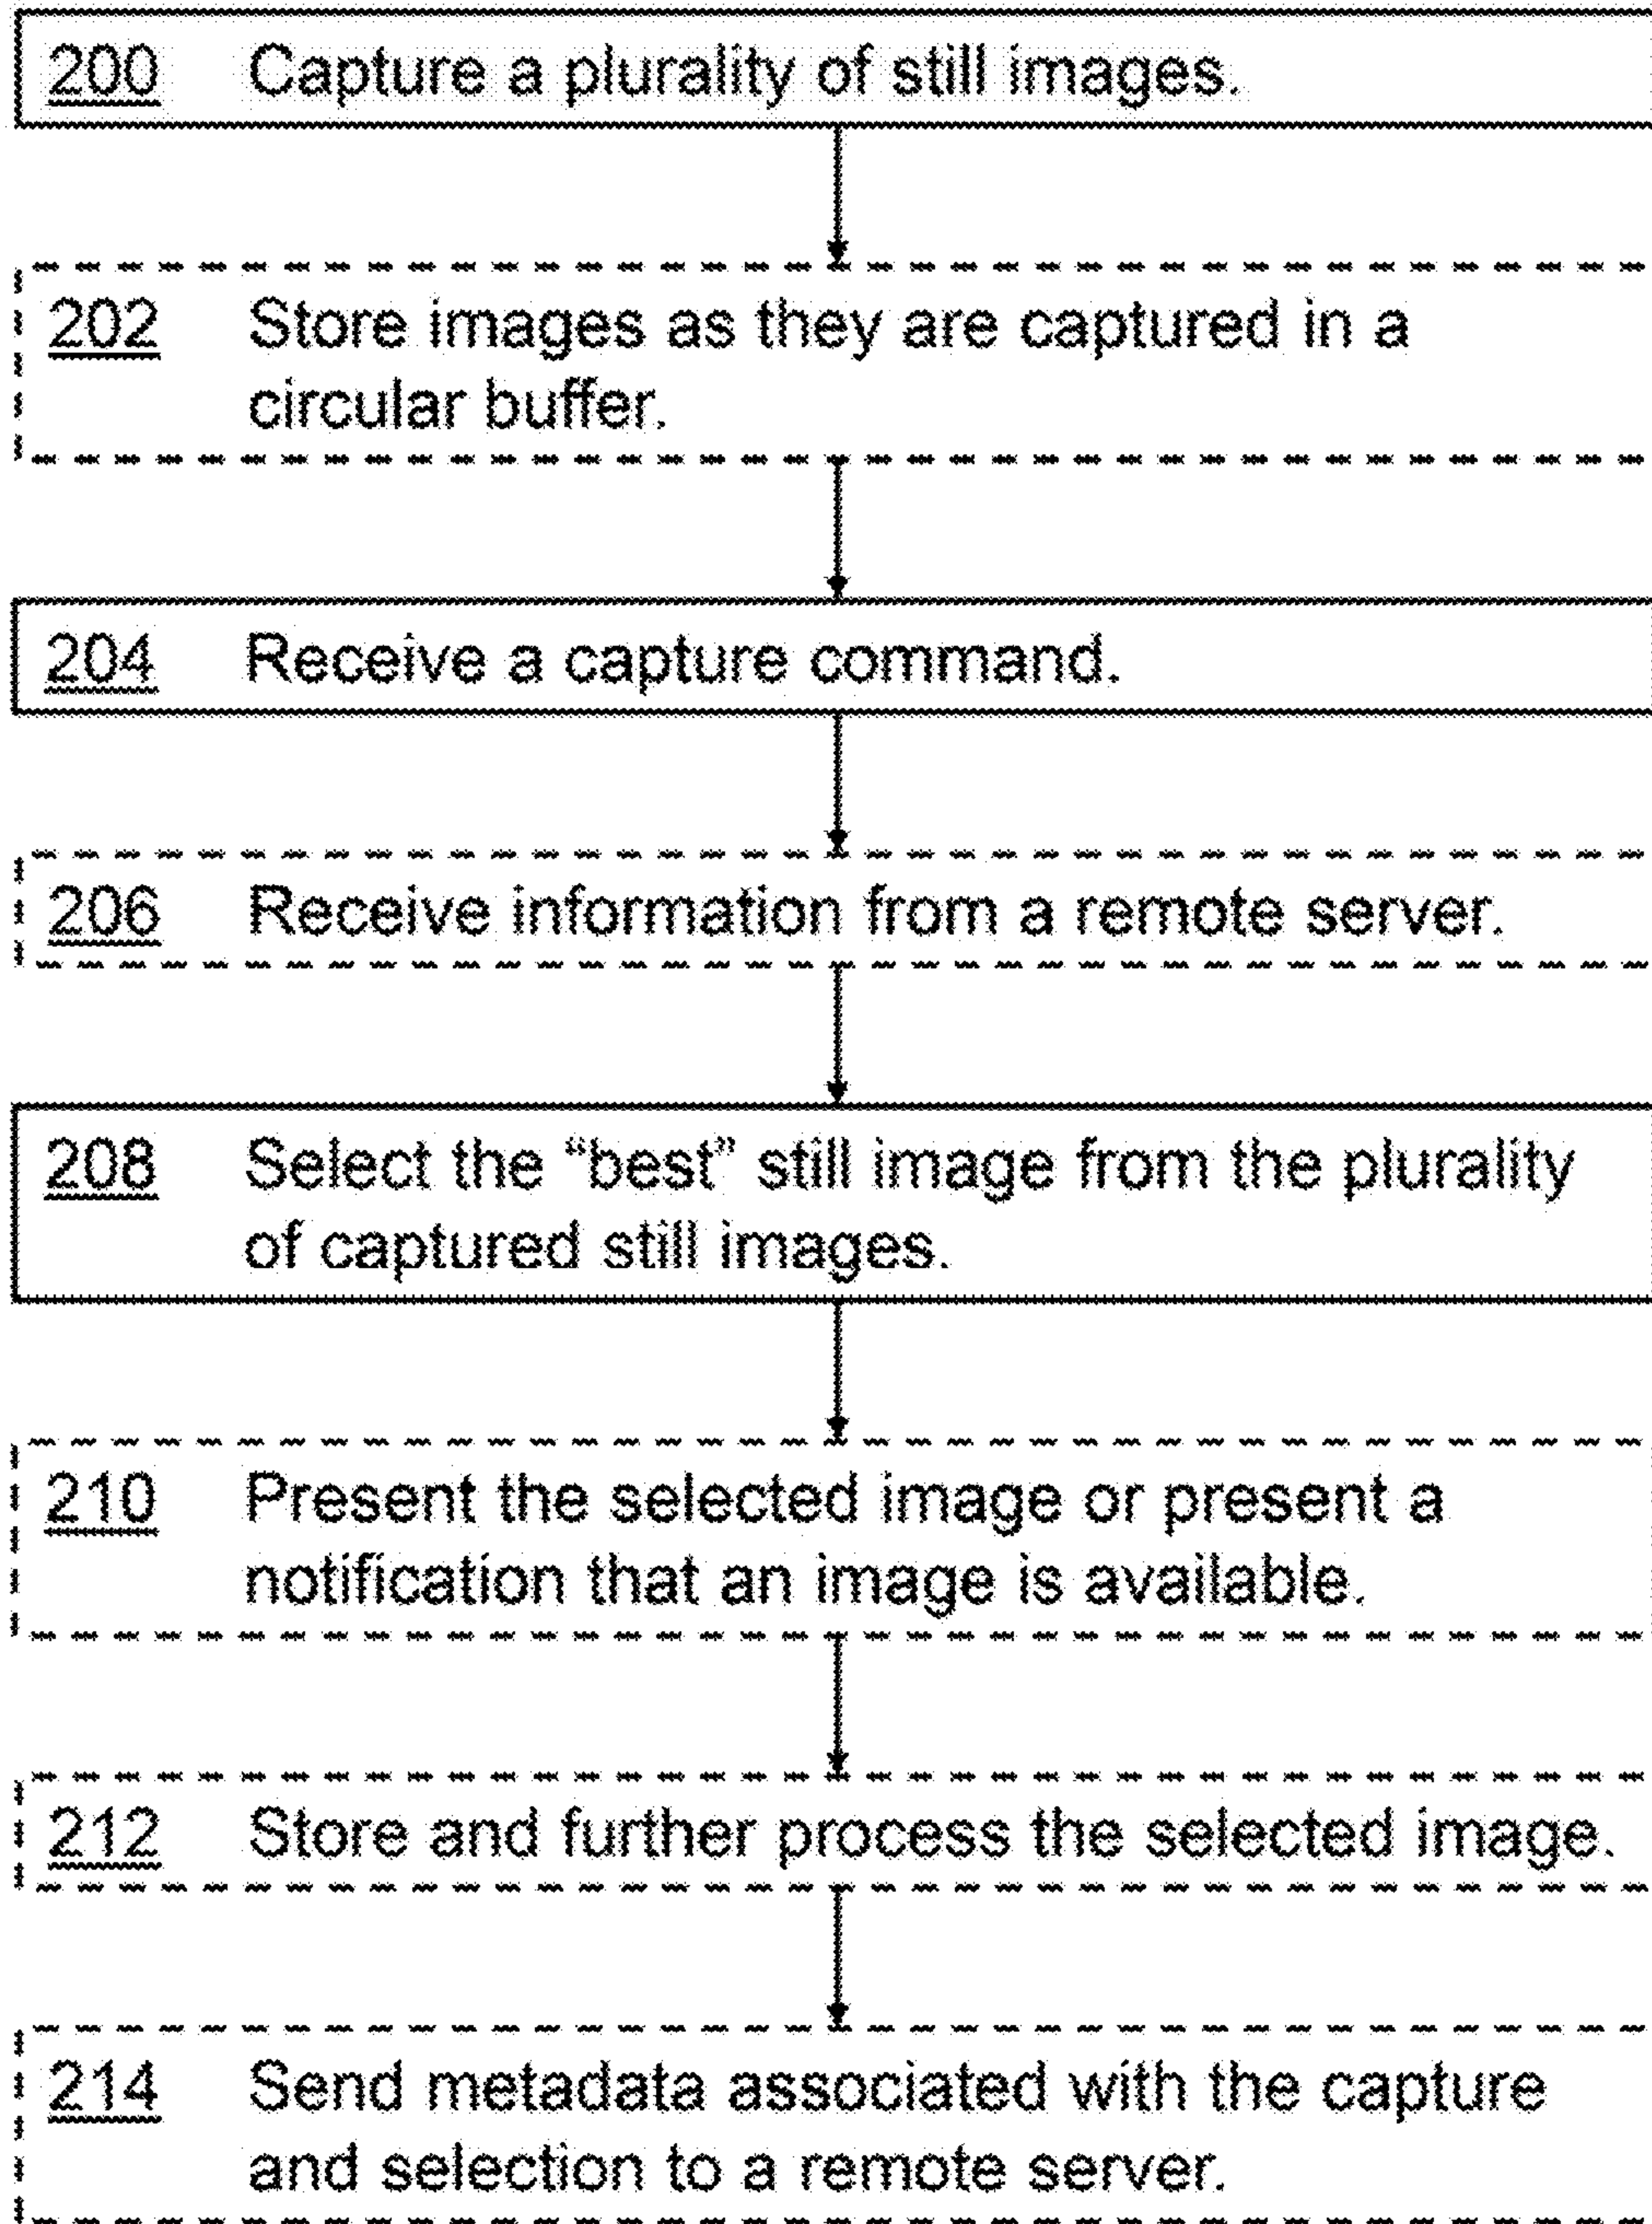 200 Capture a plurality of still images.
202 Store images as they are captured in a
circular buffer.
204 Receive a capture command.
206 Receive information from a remote server.
208 Select the “best” still image from the plurality
of captured still images.
210 Present the selected image or present a
notification that an image is available.
212 Store and further process the selected image.
214 Send metadata associated with the capture
and selection to a remote server.